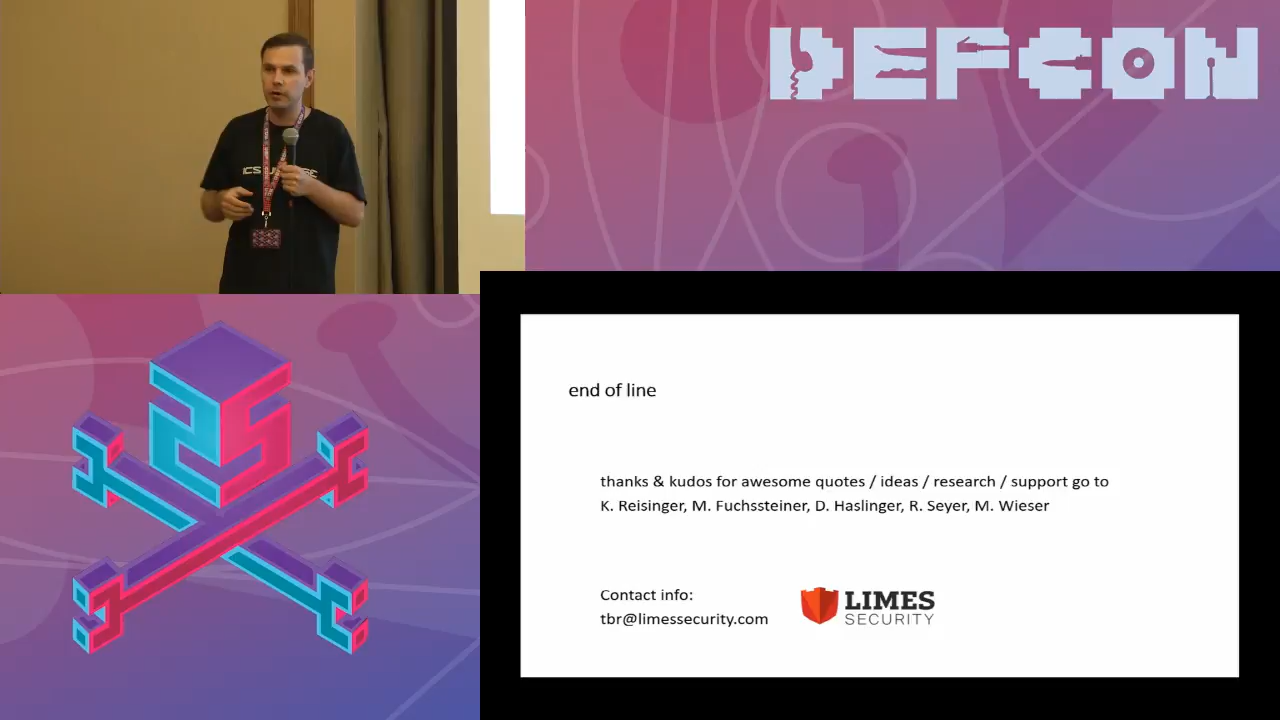 DEFCON
25
end of line
thanks & kudos for awesome quotes / ideas / research / support go to
K. Reisinger, M. Fuchssteiner, D. Haslinger, R. Seyer, M. Wieser
Contact info:
tbr@limessecurity.com
LIMES
SECURITY